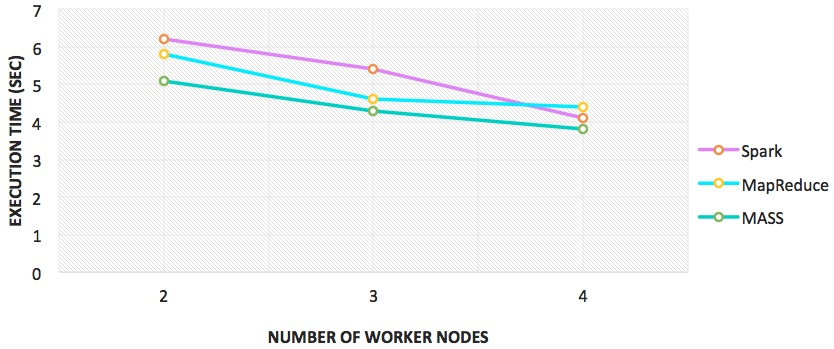 EXECUTION TIME (SEC)
7
6
5
4
3
2
1
0
2 3 4
NUMBER OF WORKER NODES
Spark
MapReduce
MASS